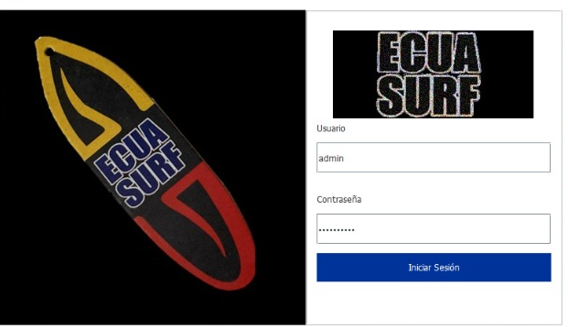 ECUA
SURF
ECUA
SURF
Usuario
admin
Contraseña
••••••••••
Iniciar Sesión